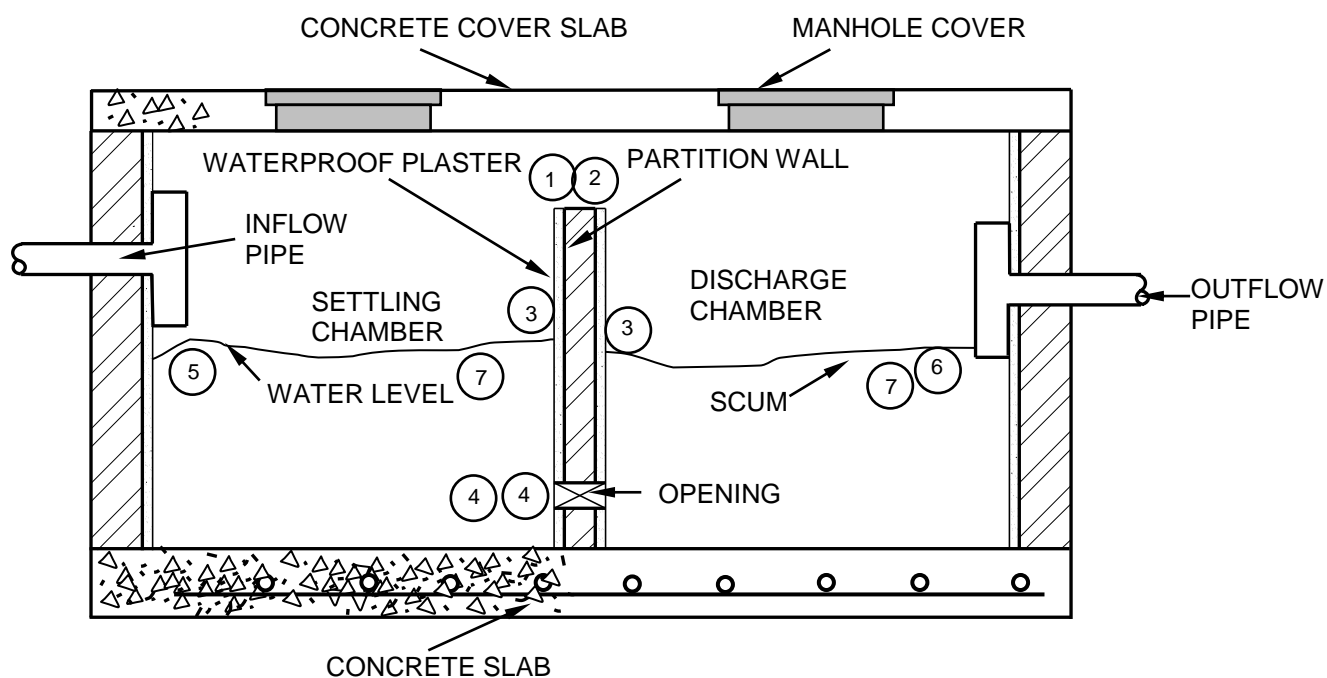 CONCRETE COVER SLAB
MANHOLE COVER
WATERPROOF PLASTER
PARTITION WALL
1
2
INFLOW
PIPE
SETTLING
CHAMBER
3
DISCHARGE
CHAMBER
3
OUTFLOW
PIPE
5
WATER LEVEL
7
SCUM
7
6
4
4
OPENING
CONCRETE SLAB